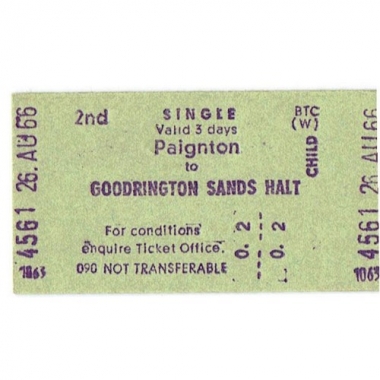 2nd SINGLE BTC
Valid 3 days (W)
Paignton
to
GOODRINGTON SANDS HALT
CHILD
For conditions
enquire Ticket Office.
090 NOT TRANSFERABLE
0. 2 0. 2
4561 26. AU 66
1063
4561 26. AU 66
1063